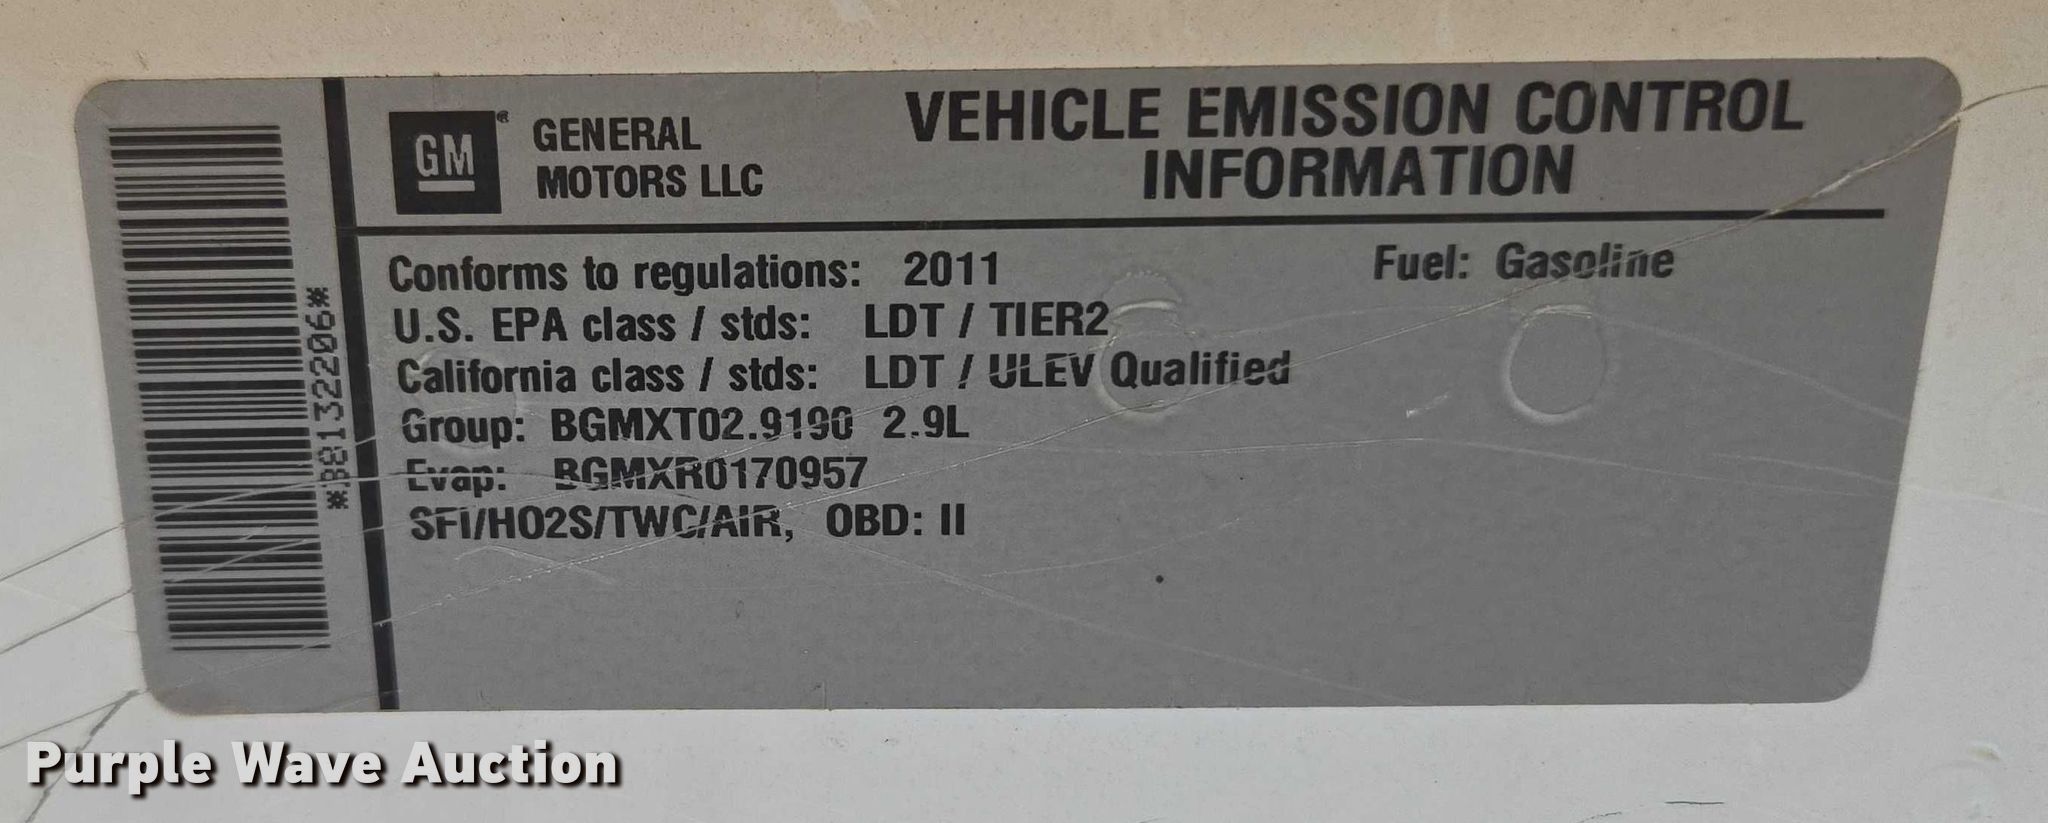 *88132206*
GM®
GENERAL
MOTORS LLC
VEHICLE EMISSION CONTROL
INFORMATION
Conforms to regulations: 2011
Fuel: Gasoline
U.S. EPA class / stds: LDT / TIER2
California class / stds: LDT / ULEV Qualified
Group: BGMXT02.9190 2.9L
Evap: BGMXR0170957
SFI/HO2S/TWC/AIR, OBD: II
Purple Wave Auction